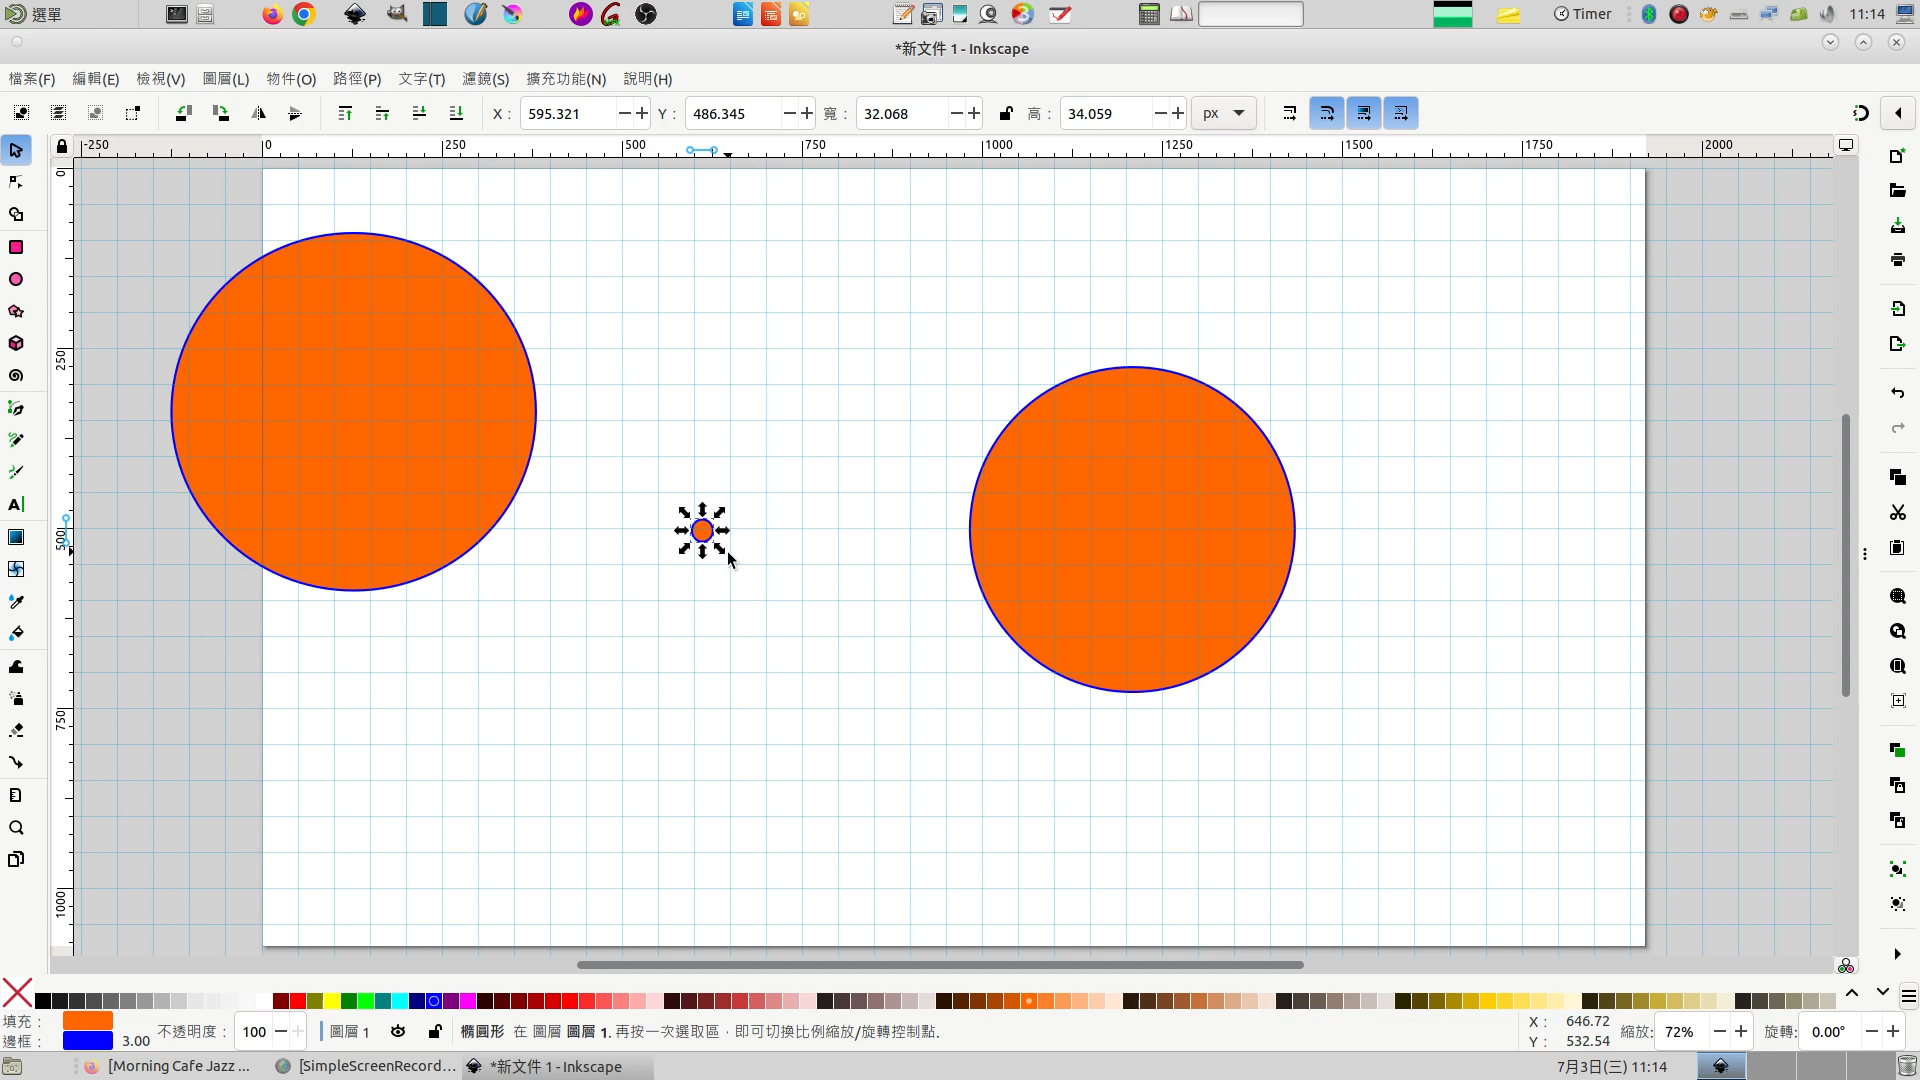 選單
Timer
11:14
*新文件 1 - Inkscape
檔案(F) 編輯(E) 檢視(V) 圖層(L) 物件(O) 路徑(P) 文字(T) 濾鏡(S) 擴充功能(N) 說明(H)
X : 595.321 Y : 486.345 寬 : 32.068 高 : 34.059 px
-250 0 250 500 750 1000 1250 1500 1750 2000
0
250
500
750
1000
填充 :
邊框 : 3.00
不透明度 : 100
圖層 1
橢圓形 在 圖層 圖層 1. 再按一次選取區，即可切換比例縮放/旋轉控制點.
X : 646.72
Y : 532.54
縮放: 72%
旋轉: 0.00°
[Morning Cafe Jazz ... [SimpleScreenRecord... *新文件 1 - Inkscape
7月3日(三) 11:14